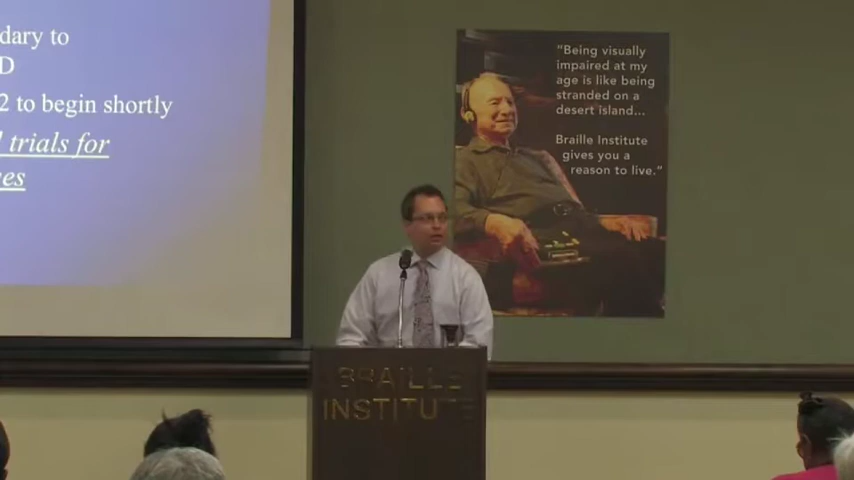 dary to
D
2 to begin shortly
l trials for
es
"Being visually
impaired at my
age is like being
stranded on a
desert island...
Braille Institute
gives you a
reason to live."
BRAILLE
INSTITUTE